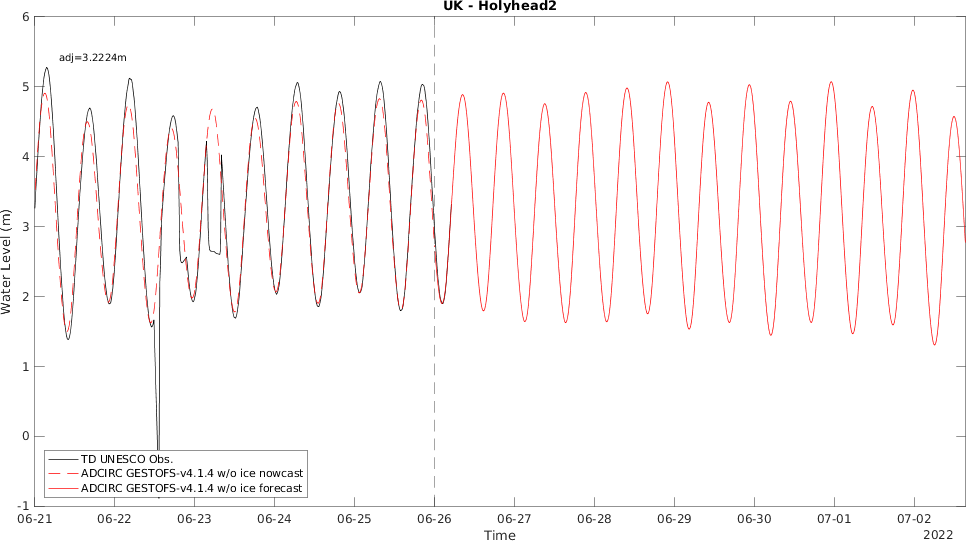 UK - Holyhead2
adj=3.2224m
6
5
4
3
2
1
0
-1
Water Level (m)
TD UNESCO Obs.
ADCIRC GESTOFS-v4.1.4 w/o ice nowcast
ADCIRC GESTOFS-v4.1.4 w/o ice forecast
06-21 06-22 06-23 06-24 06-25 06-26 06-27 06-28 06-29 06-30 07-01 07-02
Time
2022